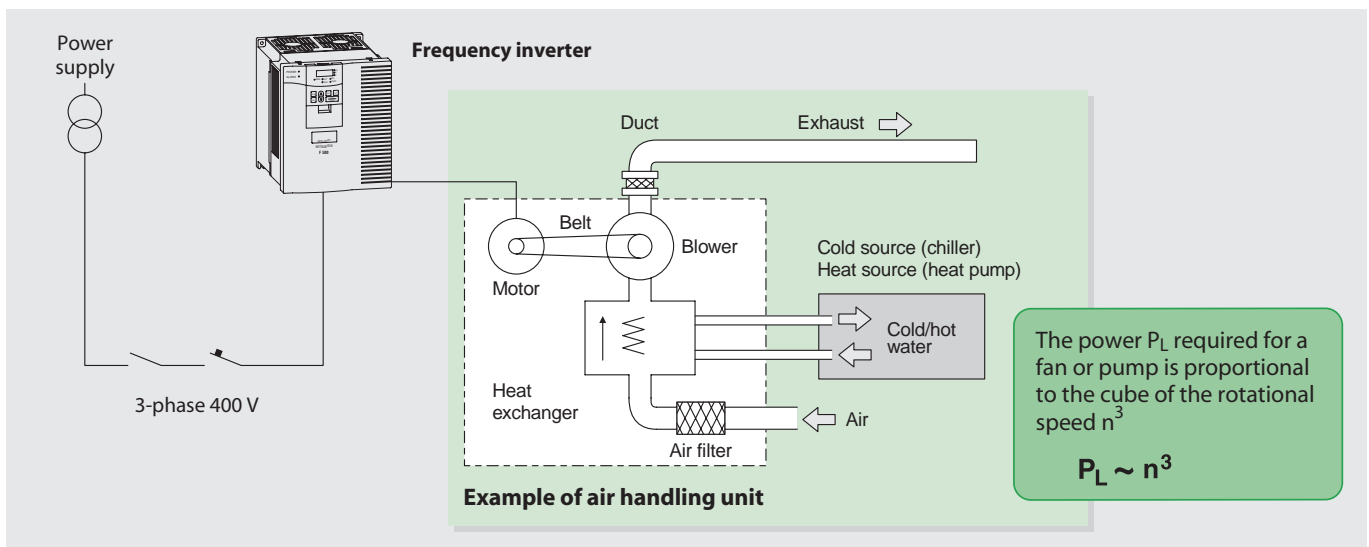 Power
supply
Frequency inverter
F 500
3-phase 400 V
Duct
Exhaust
Belt
Blower
Motor
Cold source (chiller)
Heat source (heat pump)
Cold/hot
water
Heat
exchanger
Air
Air filter
Example of air handling unit
The power PL required for a
fan or pump is proportional
to the cube of the rotational
speed n³
PL ~ n³